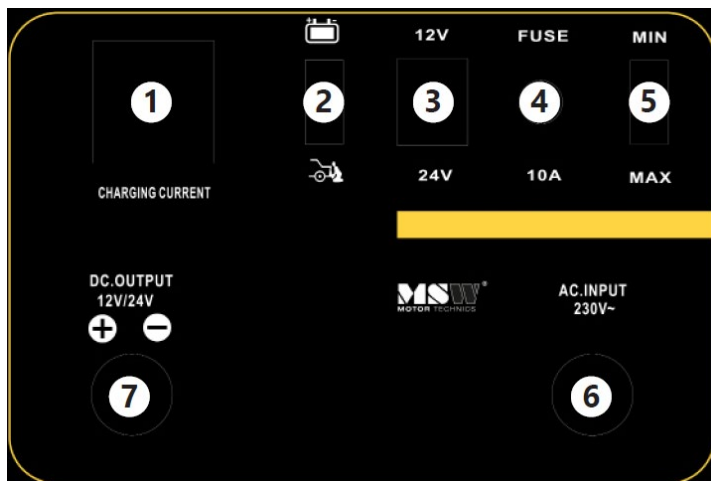 12V FUSE MIN
1 2 3 4 5
24V 10A MAX
CHARGING CURRENT
DC.OUTPUT
12V/24V
+ −
MSW®
MOTOR TECHNICS
AC.INPUT
230V~
7 6